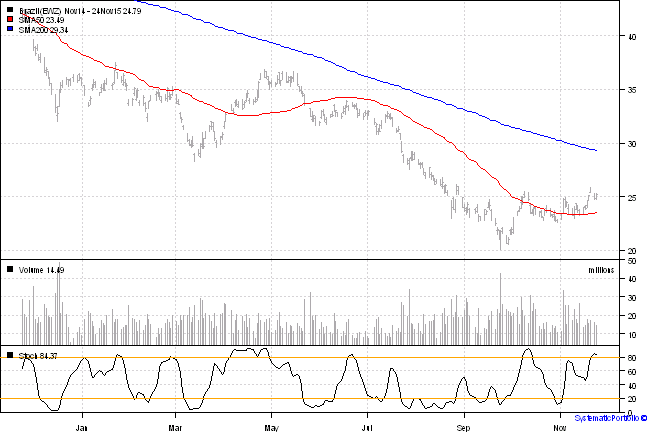 Brazil(EWZ) Nov14 - 24Nov15 24.79
SMA50 23.49
SMA200 29.34
40
35
30
25
20
Volume 14.49
millions
50
40
30
20
10
Stoch 84.37
80
60
40
20
0
Jan Mar May Jul Sep Nov
SystematicPortfolio ©